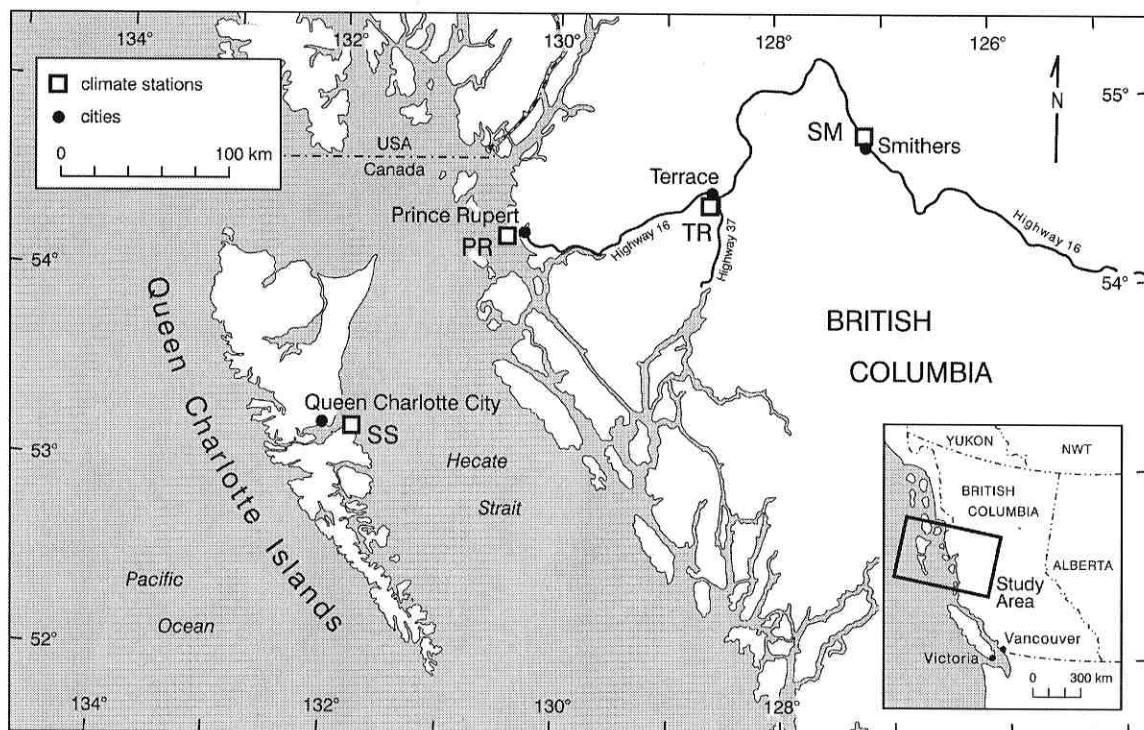 134°
132°
130°
128°
126°
climate stations
cities
0
100 km
USA
Canada
N
55°
SM
Smithers
Terrace
TR
Prince Rupert
PR
Highway 16
Highway 37
Highway 16
54°
54°
BRITISH
COLUMBIA
Queen Charlotte Islands
Queen Charlotte City
SS
53°
Hecate
Strait
Pacific
Ocean
52°
134°
132°
130°
128°
YUKON
NWT
BRITISH
COLUMBIA
ALBERTA
Study
Area
Vancouver
Victoria
0
300 km